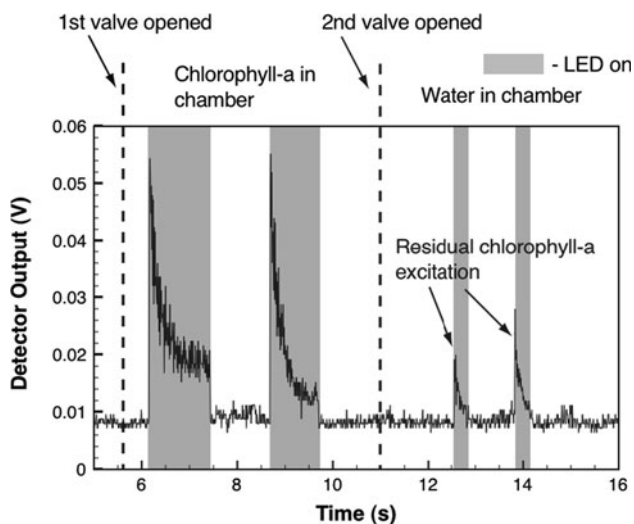 1st valve opened
2nd valve opened
- LED on
Chlorophyll-a in
chamber
Water in chamber
0.06
0.05
0.04
0.03
0.02
0.01
0
Detector Output (V)
Residual chlorophyll-a
excitation
6
8
10
12
14
16
Time (s)